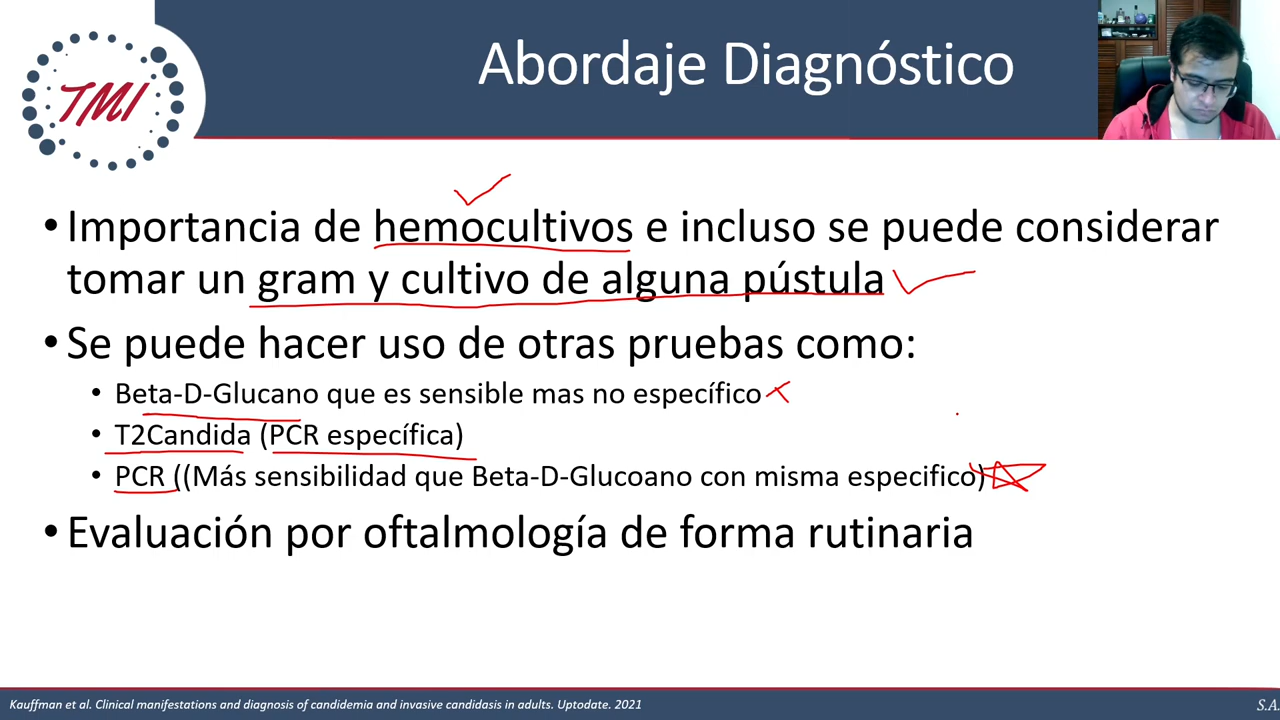 Abordaje Diagnóstico
TMI
• Importancia de hemocultivos e incluso se puede considerar
tomar un gram y cultivo de alguna pústula
• Se puede hacer uso de otras pruebas como:
• Beta-D-Glucano que es sensible mas no específico
• T2Candida (PCR específica)
• PCR ((Más sensibilidad que Beta-D-Glucoano con misma especifico)
• Evaluación por oftalmología de forma rutinaria
Kauffman et al. Clinical manifestations and diagnosis of candidemia and invasive candidasis in adults. Uptodate. 2021
S.A.